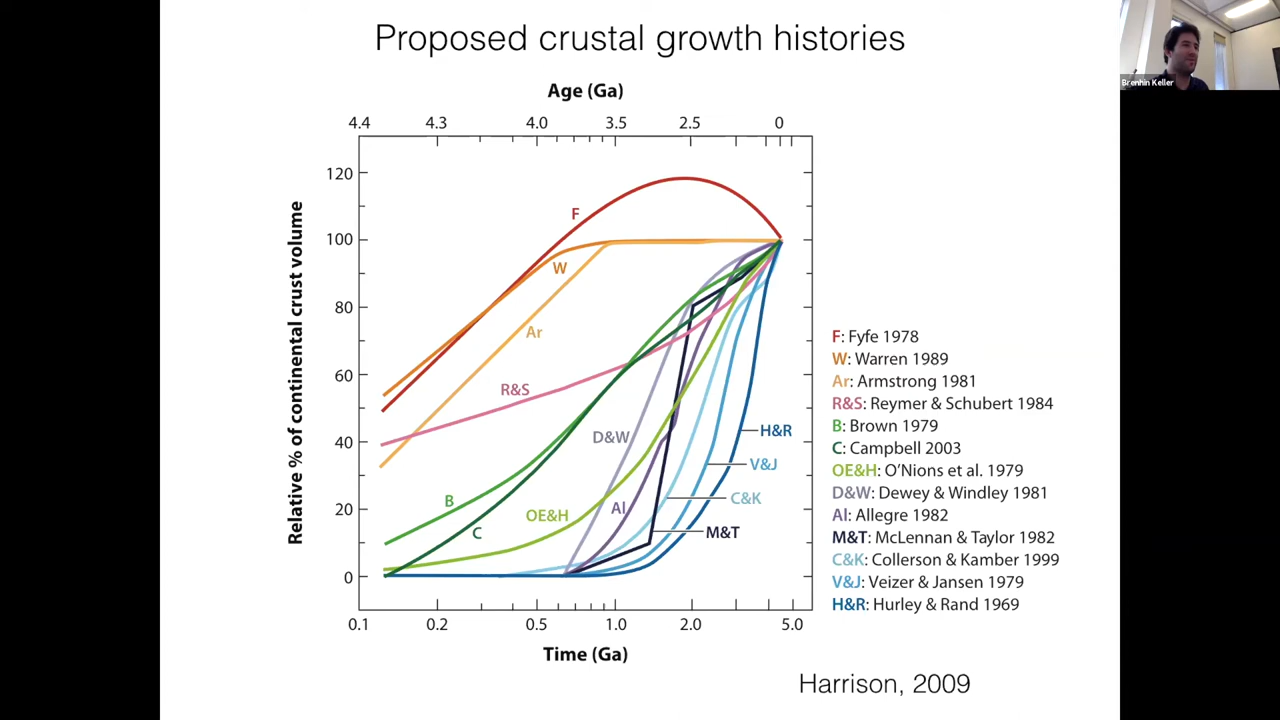 Proposed crustal growth histories
Brenhin Keller
Age (Ga)
4.4 4.3 4.0 3.5 2.5 0
Relative % of continental crust volume
120
100
80
60
40
20
0
F
W
Ar
R&S
D&W
B
C
OE&H
Al
H&R
V&J
C&K
M&T
0.1 0.2 0.5 1.0 2.0 5.0
Time (Ga)
F: Fyfe 1978
W: Warren 1989
Ar: Armstrong 1981
R&S: Reymer & Schubert 1984
B: Brown 1979
C: Campbell 2003
OE&H: O’Nions et al. 1979
D&W: Dewey & Windley 1981
Al: Allegre 1982
M&T: McLennan & Taylor 1982
C&K: Collerson & Kamber 1999
V&J: Veizer & Jansen 1979
H&R: Hurley & Rand 1969
Harrison, 2009